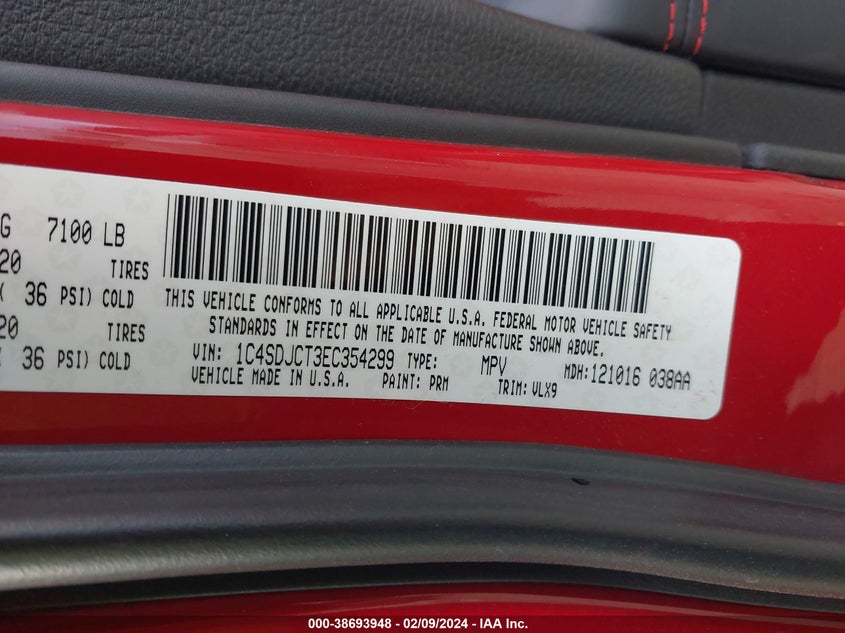 G 7100 LB
20 TIRES
( 36 PSI) COLD
20 TIRES
( 36 PSI) COLD
THIS VEHICLE CONFORMS TO ALL APPLICABLE U.S.A. FEDERAL MOTOR VEHICLE SAFETY
STANDARDS IN EFFECT ON THE DATE OF MANUFACTURE SHOWN ABOVE.
VIN: 1C4SDJCT3EC354299 TYPE: MPV MDH: 121016 038AA
VEHICLE MADE IN U.S.A. PAINT: PRM TRIM: VLX9
000-38693948 - 02/09/2024 - IAA Inc.